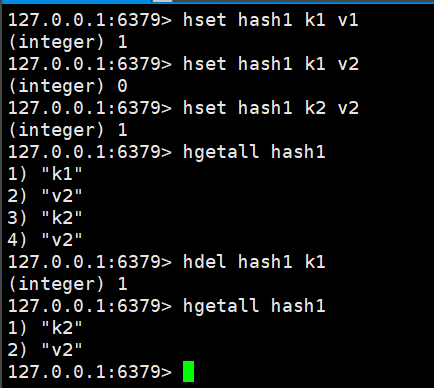 127.0.0.1:6379> hset hash1 k1 v1
(integer) 1
127.0.0.1:6379> hset hash1 k1 v2
(integer) 0
127.0.0.1:6379> hset hash1 k2 v2
(integer) 1
127.0.0.1:6379> hgetall hash1
1) "k1"
2) "v2"
3) "k2"
4) "v2"
127.0.0.1:6379> hdel hash1 k1
(integer) 1
127.0.0.1:6379> hgetall hash1
1) "k2"
2) "v2"
127.0.0.1:6379>